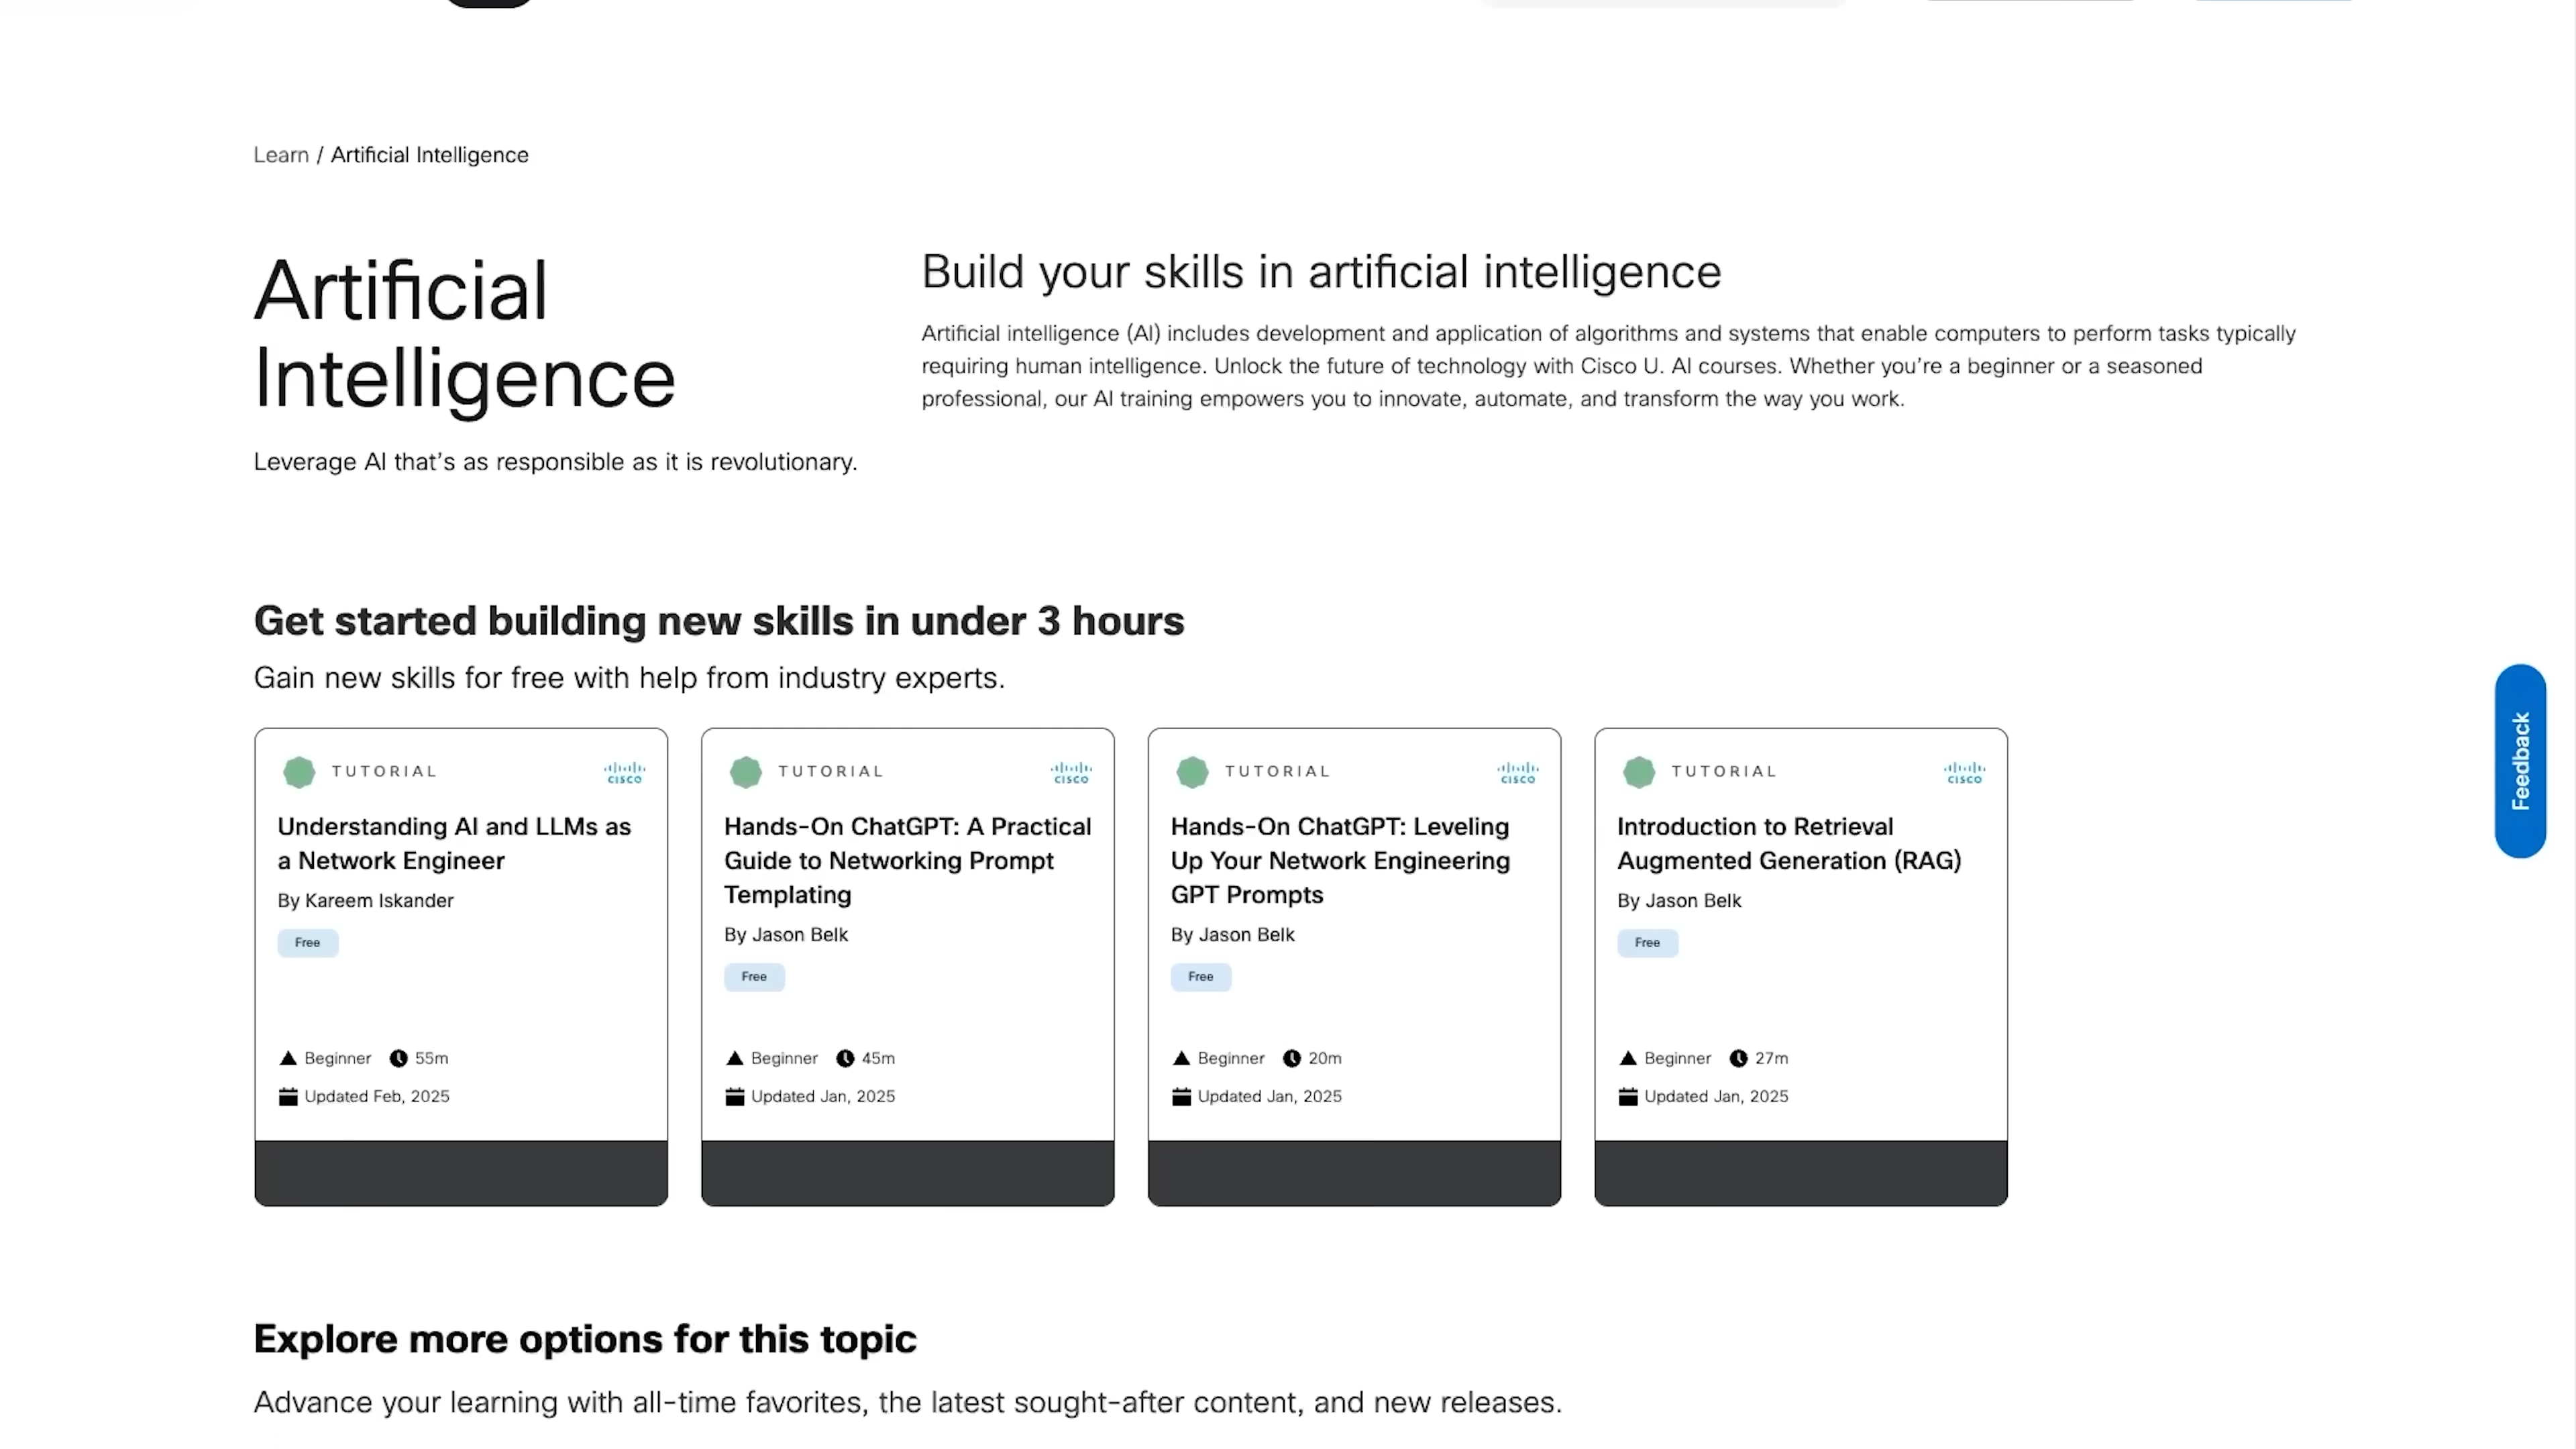 Learn / Artificial Intelligence
Artificial
Intelligence
Leverage AI that's as responsible as it is revolutionary.
Build your skills in artificial intelligence
Artificial intelligence (AI) includes development and application of algorithms and systems that enable computers to perform tasks typically
requiring human intelligence. Unlock the future of technology with Cisco U. AI courses. Whether you're a beginner or a seasoned
professional, our AI training empowers you to innovate, automate, and transform the way you work.
Get started building new skills in under 3 hours
Gain new skills for free with help from industry experts.
TUTORIAL
CISCO
Understanding AI and LLMs as
a Network Engineer
By Kareem Iskander
Free
Beginner 55m
Updated Feb, 2025
TUTORIAL
CISCO
Hands-On ChatGPT: A Practical
Guide to Networking Prompt
Templating
By Jason Belk
Free
Beginner 45m
Updated Jan, 2025
TUTORIAL
CISCO
Hands-On ChatGPT: Leveling
Up Your Network Engineering
GPT Prompts
By Jason Belk
Free
Beginner 20m
Updated Jan, 2025
TUTORIAL
CISCO
Introduction to Retrieval
Augmented Generation (RAG)
By Jason Belk
Free
Beginner 27m
Updated Jan, 2025
Feedback
Explore more options for this topic
Advance your learning with all-time favorites, the latest sought-after content, and new releases.